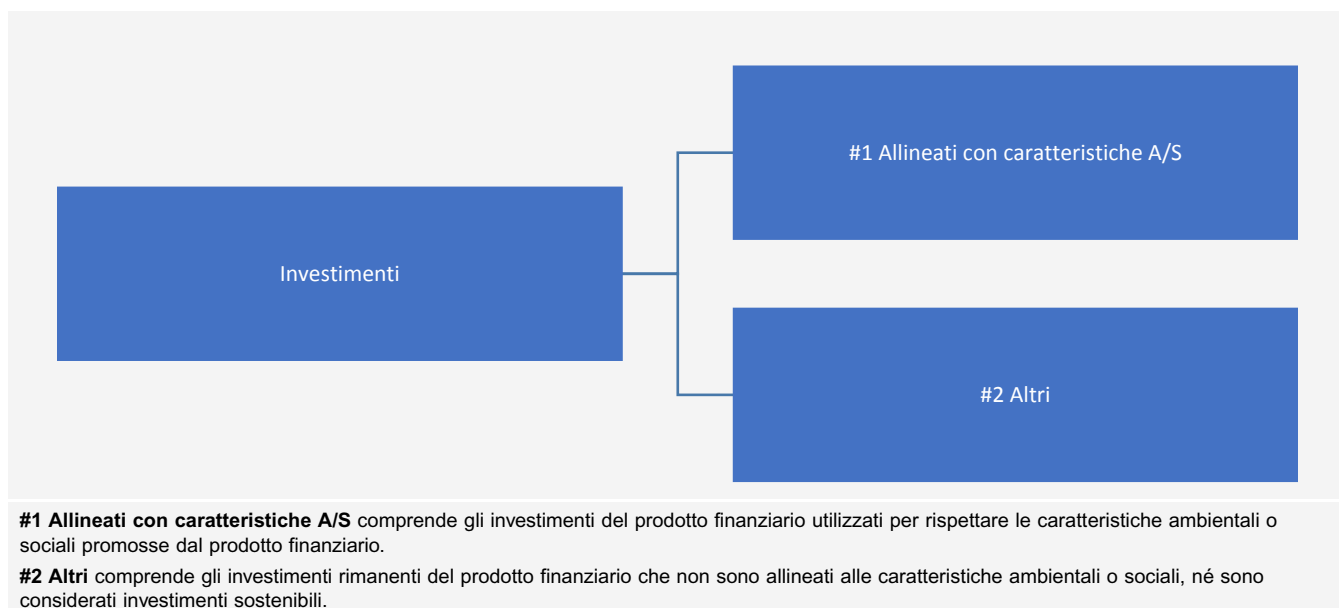 #1 Allineati con caratteristiche A/S
Investimenti
#2 Altri
#1 Allineati con caratteristiche A/S comprende gli investimenti del prodotto finanziario utilizzati per rispettare le caratteristiche ambientali o
sociali promosse dal prodotto finanziario.
#2 Altri comprende gli investimenti rimanenti del prodotto finanziario che non sono allineati alle caratteristiche ambientali o sociali, né sono
considerati investimenti sostenibili.